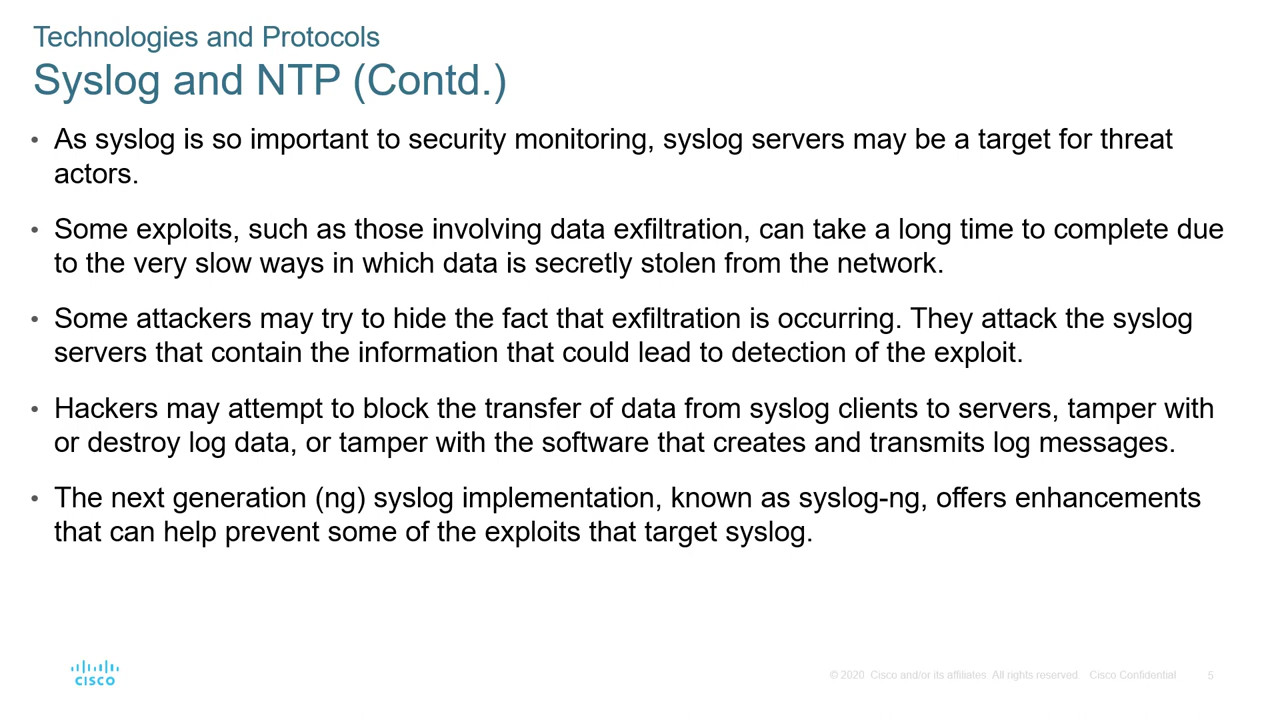 Technologies and Protocols
Syslog and NTP (Contd.)
• As syslog is so important to security monitoring, syslog servers may be a target for threat
actors.
• Some exploits, such as those involving data exfiltration, can take a long time to complete due
to the very slow ways in which data is secretly stolen from the network.
• Some attackers may try to hide the fact that exfiltration is occurring. They attack the syslog
servers that contain the information that could lead to detection of the exploit.
• Hackers may attempt to block the transfer of data from syslog clients to servers, tamper with
or destroy log data, or tamper with the software that creates and transmits log messages.
• The next generation (ng) syslog implementation, known as syslog-ng, offers enhancements
that can help prevent some of the exploits that target syslog.
CISCO
© 2020 Cisco and/or its affiliates. All rights reserved. Cisco Confidential 5